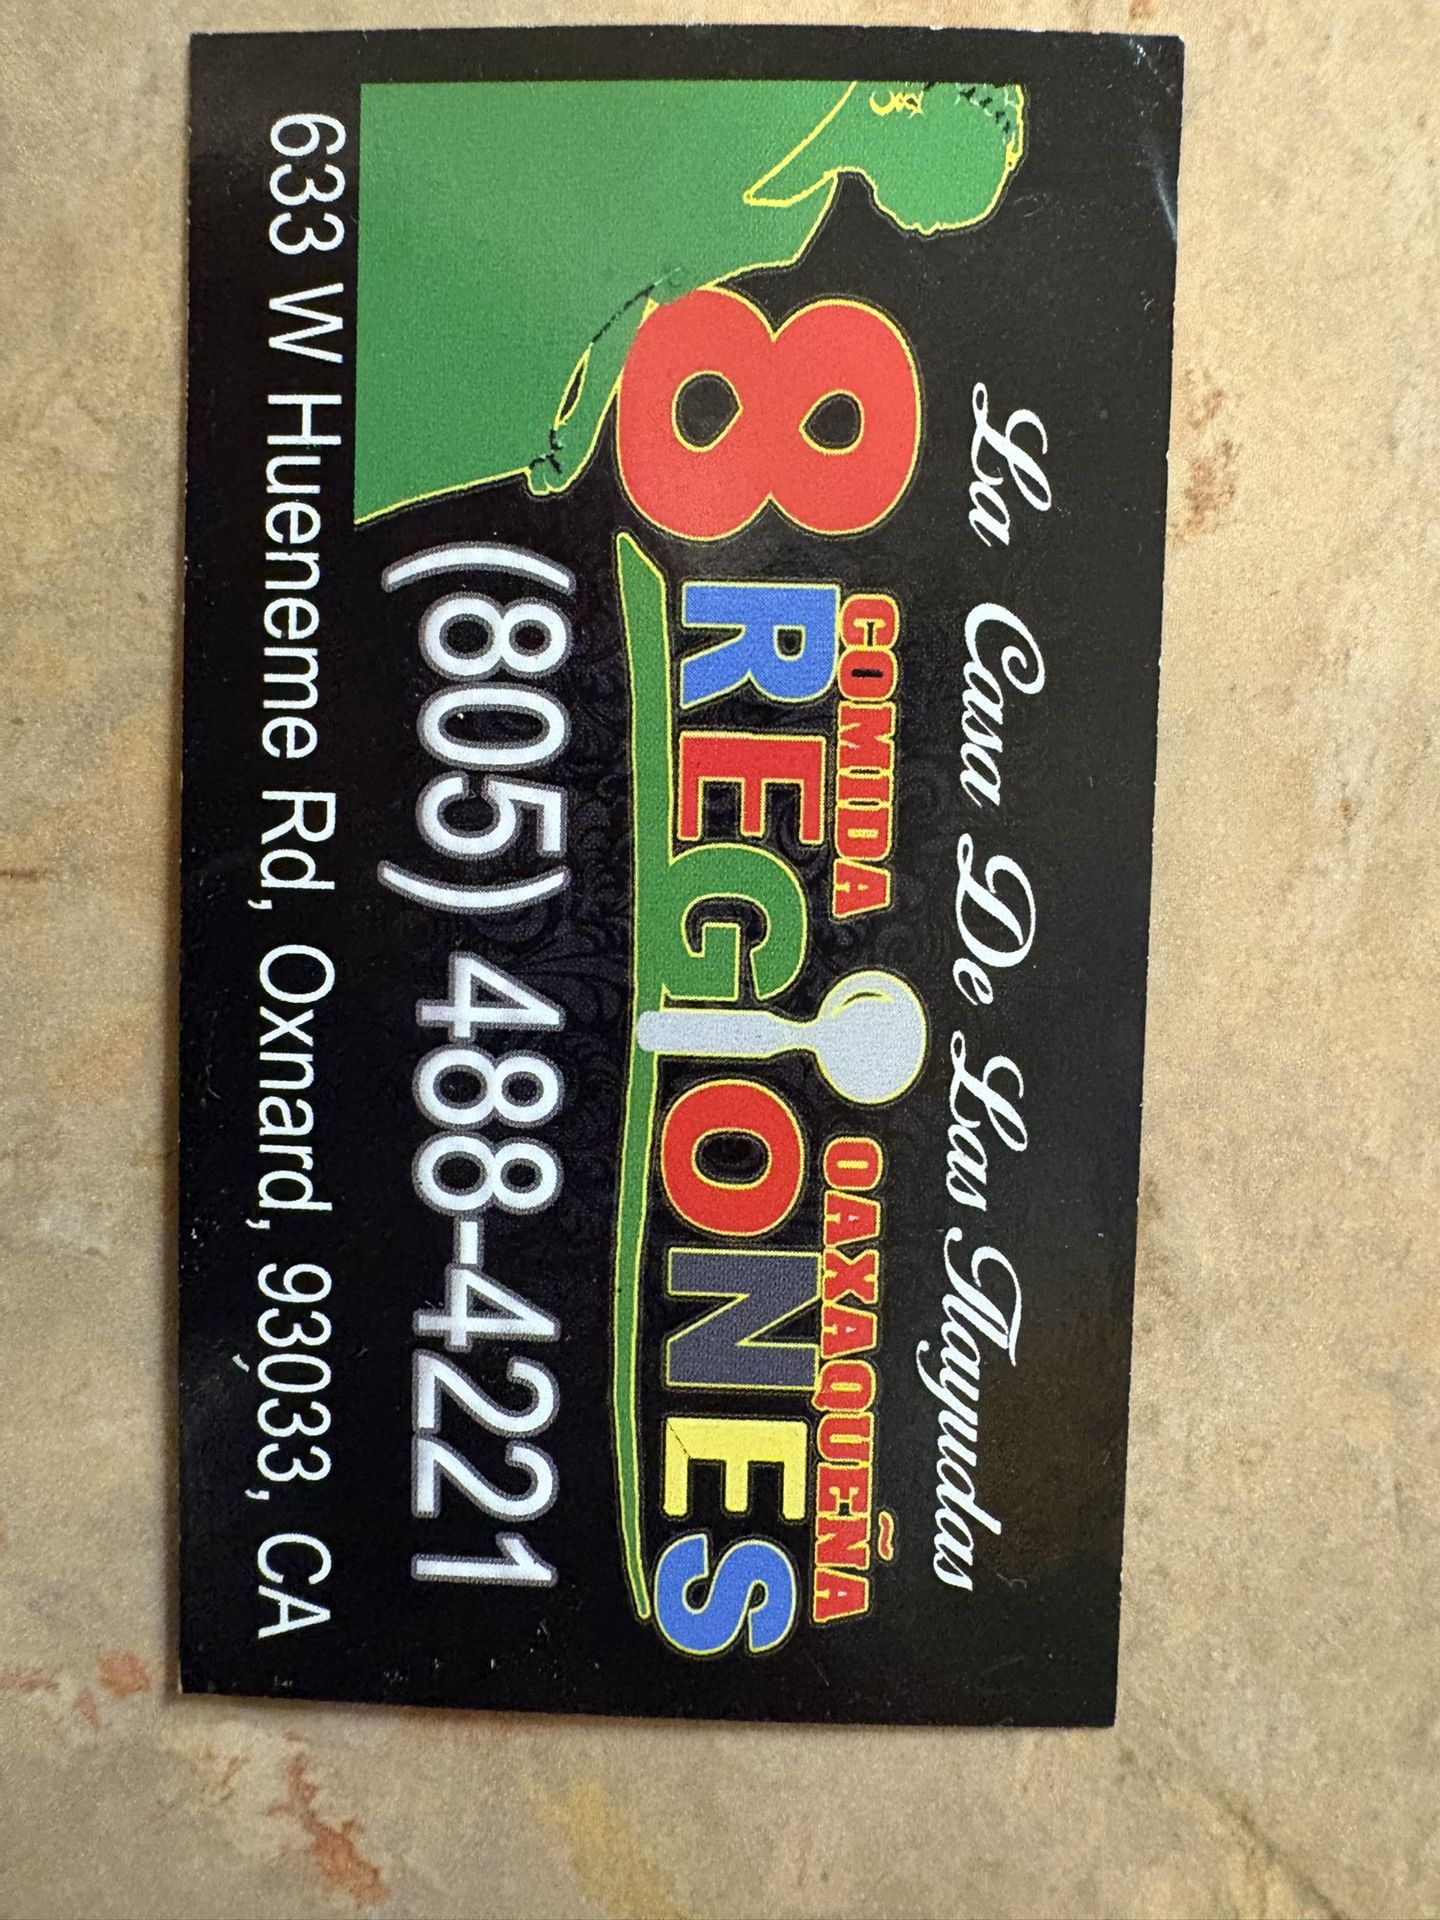 La Casa De Las Tlayudas
COMIDA OAXAQUEÑA
8 REGIONES
(805) 488-4221
633 W Hueneme Rd, Oxnard, 93033, CA